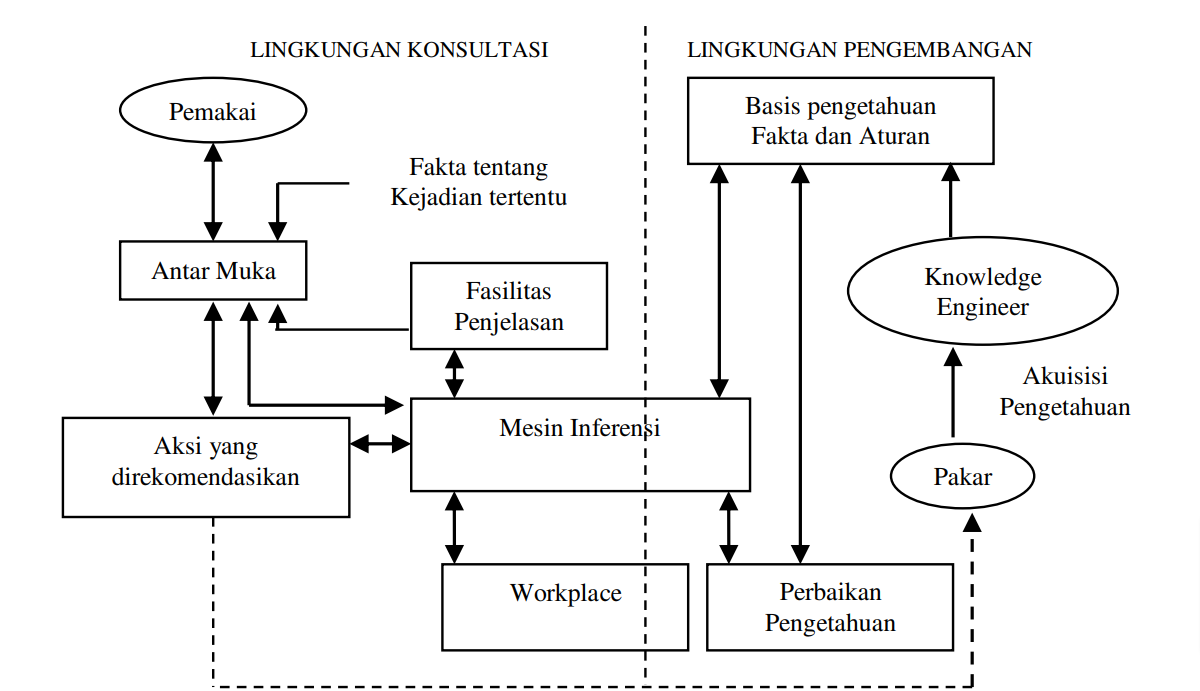 LINGKUNGAN KONSULTASI
LINGKUNGAN PENGEMBANGAN
Pemakai
Basis pengetahuan
Fakta dan Aturan
Fakta tentang
Kejadian tertentu
Antar Muka
Fasilitas
Penjelasan
Knowledge
Engineer
Akuisisi
Pengetahuan
Aksi yang
direkomendasikan
Mesin Inferensi
Pakar
Workplace
Perbaikan
Pengetahuan